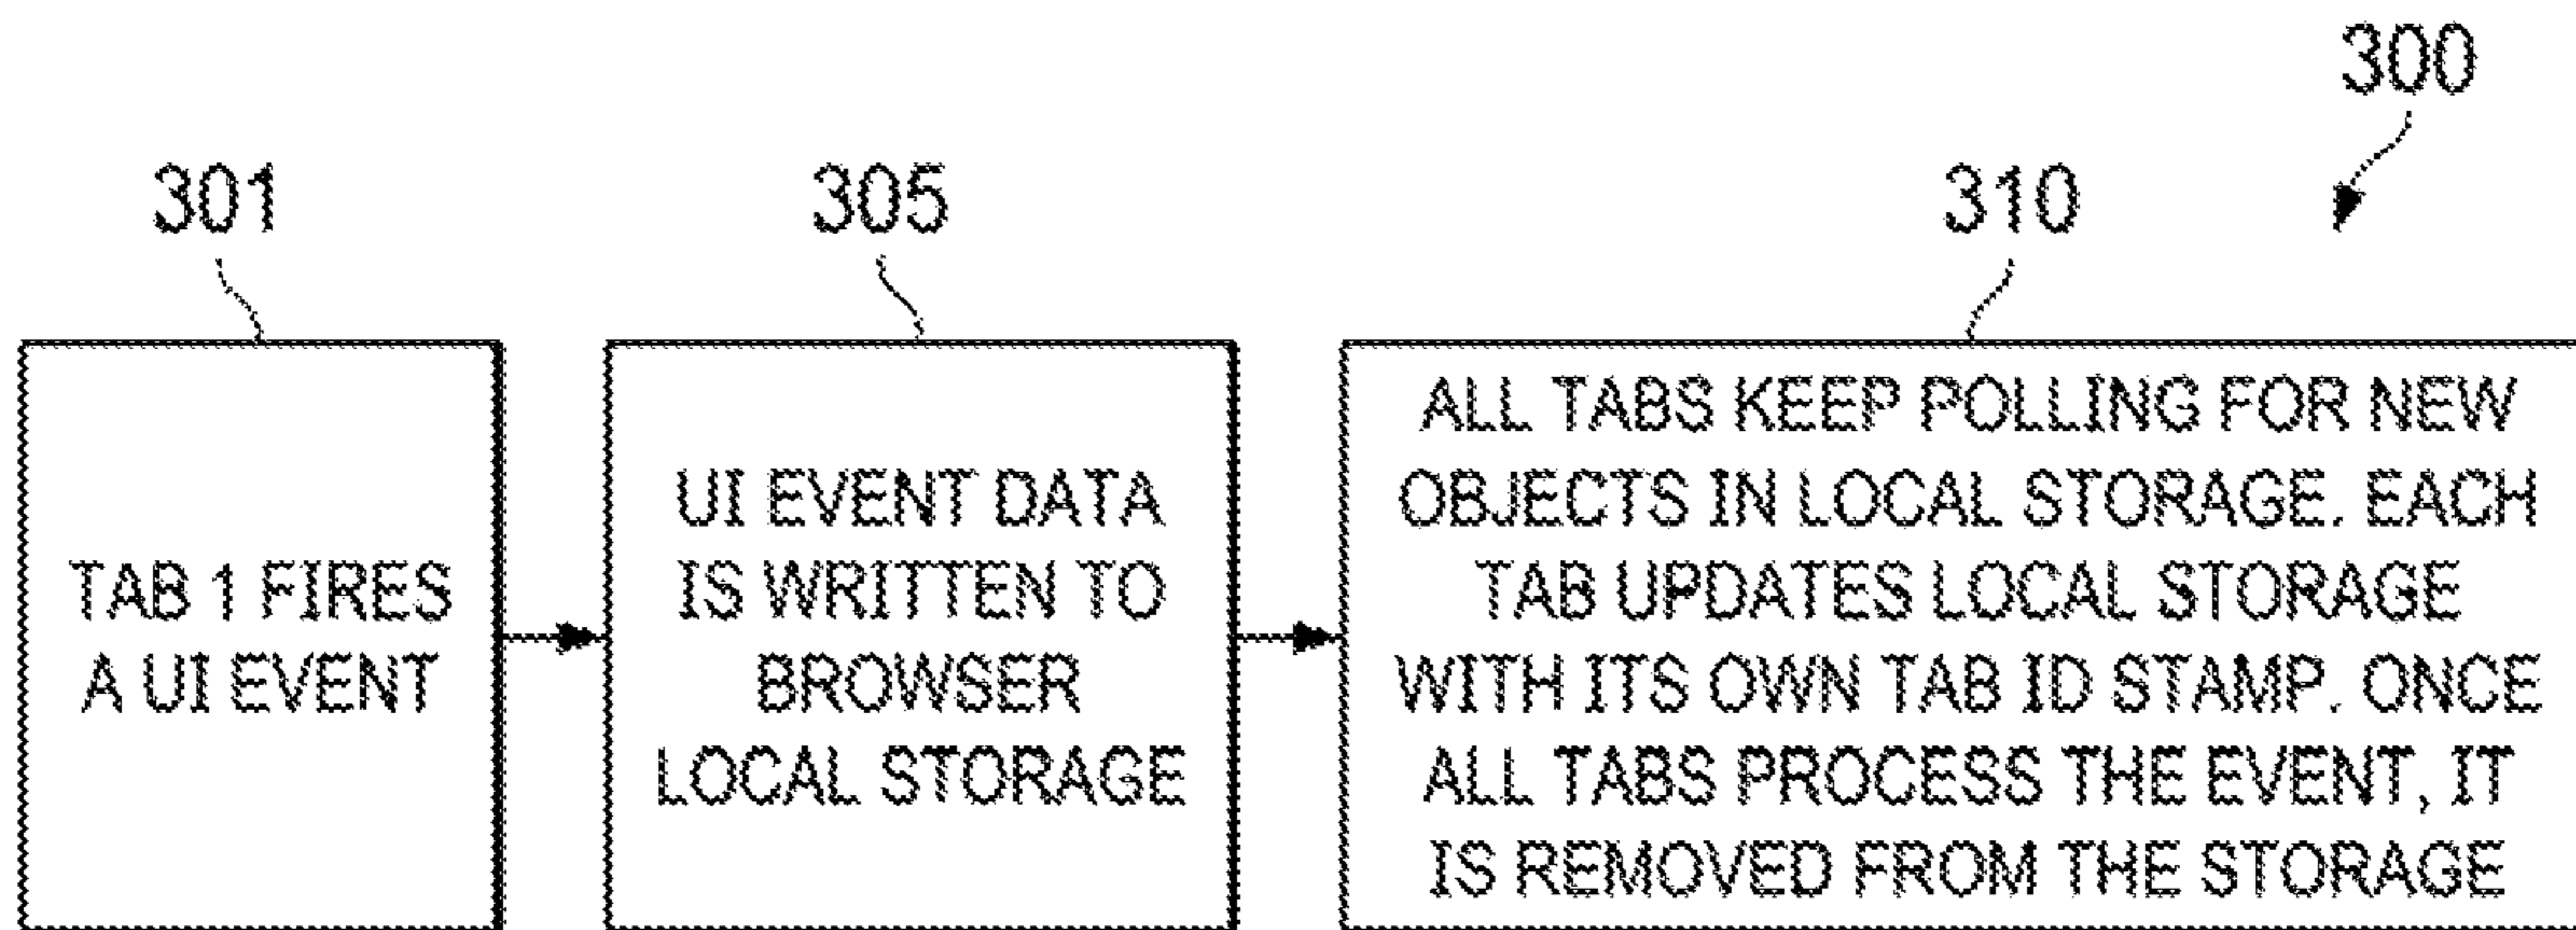 300
301
305
310
TAB 1 FIRES
A UI EVENT
UI EVENT DATA
IS WRITTEN TO
BROWSER
LOCAL STORAGE
ALL TABS KEEP POLLING FOR NEW
OBJECTS IN LOCAL STORAGE. EACH
TAB UPDATES LOCAL STORAGE
WITH ITS OWN TAB ID STAMP. ONCE
ALL TABS PROCESS THE EVENT, IT
IS REMOVED FROM THE STORAGE